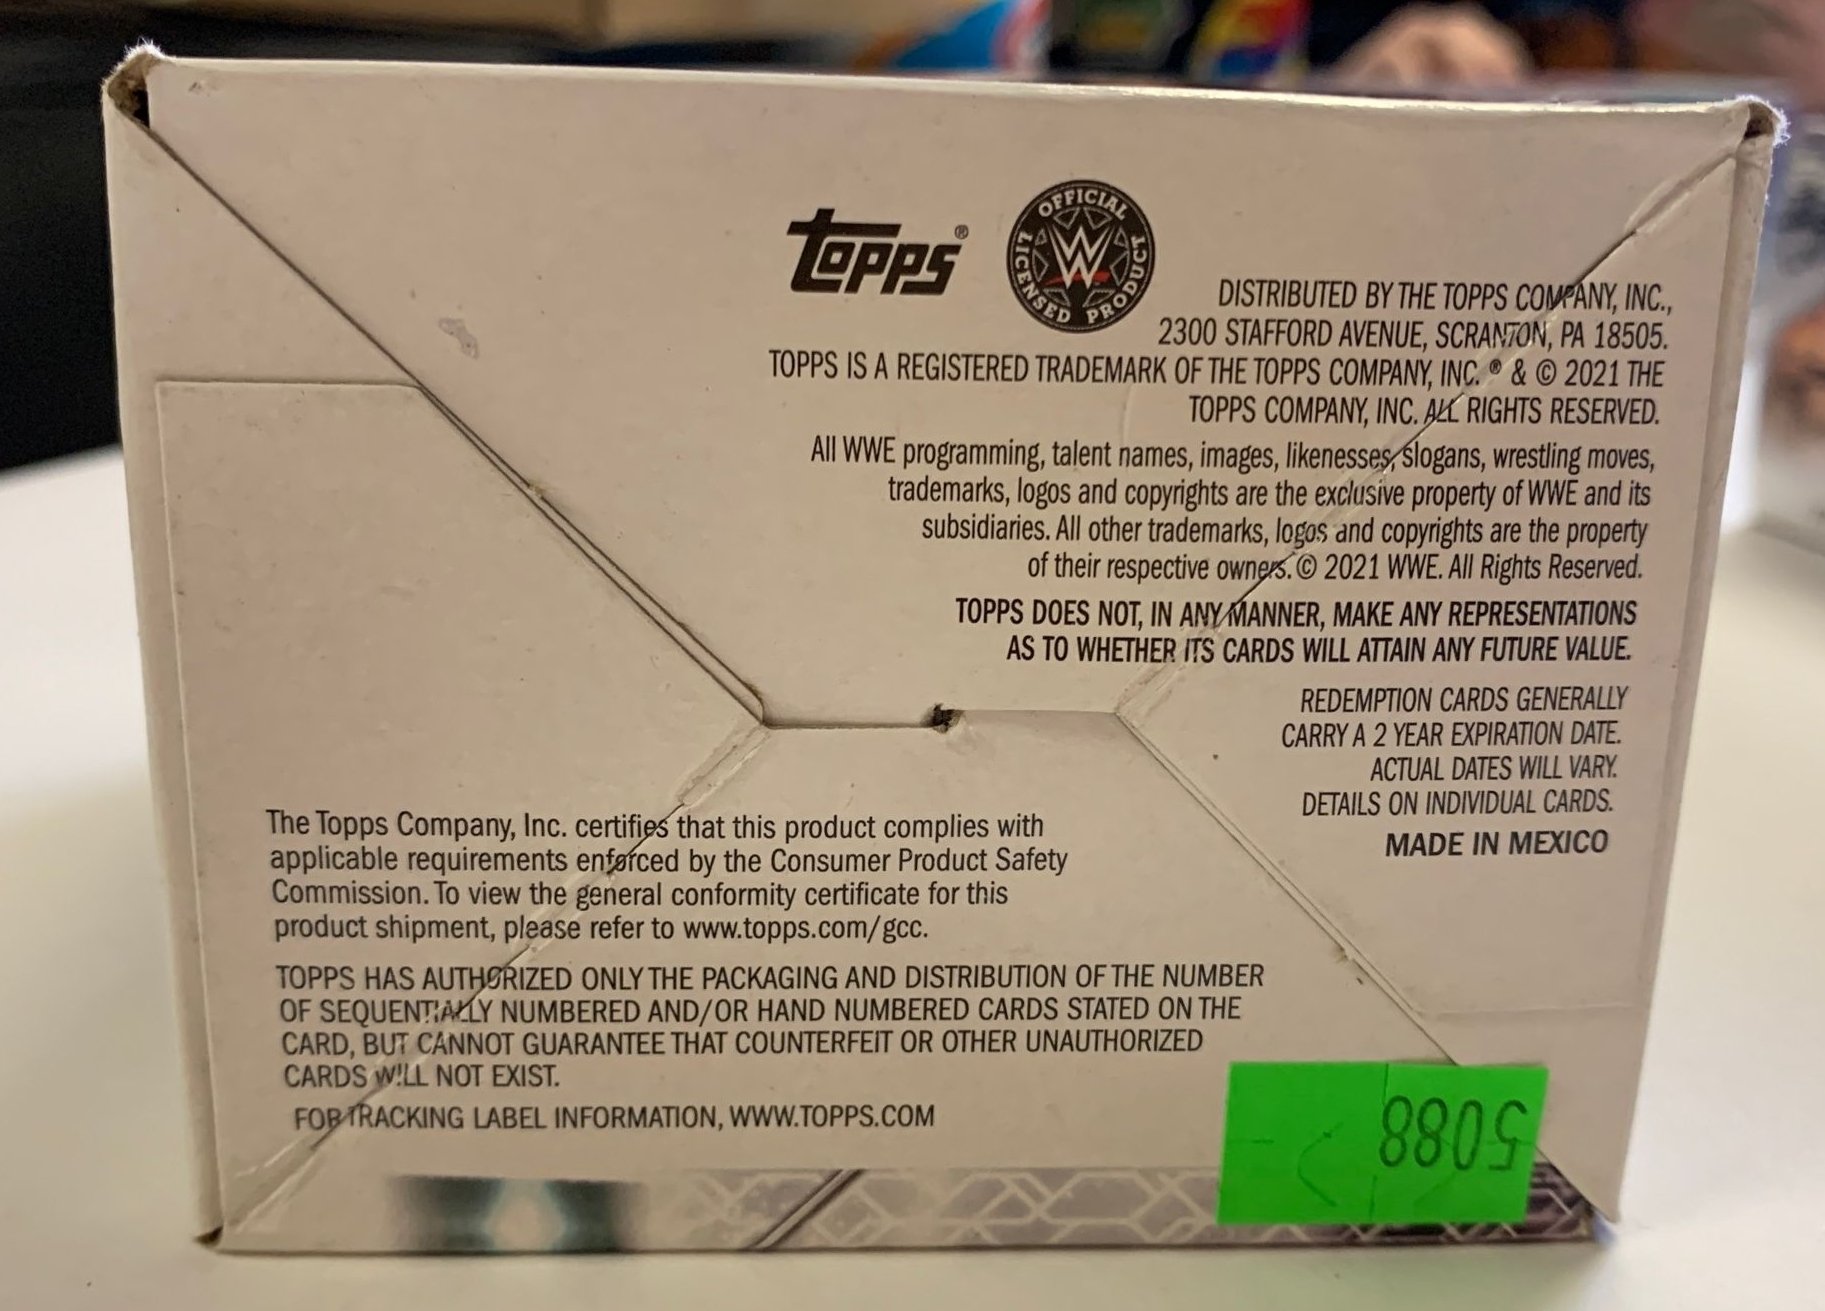 Topps®
OFFICIAL
LICENSED PRODUCT
W
DISTRIBUTED BY THE TOPPS COMPANY, INC.,
2300 STAFFORD AVENUE, SCRANTON, PA 18505.
TOPPS IS A REGISTERED TRADEMARK OF THE TOPPS COMPANY, INC. ® & © 2021 THE
TOPPS COMPANY, INC. ALL RIGHTS RESERVED.
All WWE programming, talent names, images, likenesses, slogans, wrestling moves,
trademarks, logos and copyrights are the exclusive property of WWE and its
subsidiaries. All other trademarks, logos and copyrights are the property
of their respective owners. © 2021 WWE. All Rights Reserved.
TOPPS DOES NOT, IN ANY MANNER, MAKE ANY REPRESENTATIONS
AS TO WHETHER ITS CARDS WILL ATTAIN ANY FUTURE VALUE.
REDEMPTION CARDS GENERALLY
CARRY A 2 YEAR EXPIRATION DATE.
ACTUAL DATES WILL VARY.
DETAILS ON INDIVIDUAL CARDS.
MADE IN MEXICO
The Topps Company, Inc. certifies that this product complies with
applicable requirements enforced by the Consumer Product Safety
Commission. To view the general conformity certificate for this
product shipment, please refer to www.topps.com/gcc.
TOPPS HAS AUTHORIZED ONLY THE PACKAGING AND DISTRIBUTION OF THE NUMBER
OF SEQUENTIALLY NUMBERED AND/OR HAND NUMBERED CARDS STATED ON THE
CARD, BUT CANNOT GUARANTEE THAT COUNTERFEIT OR OTHER UNAUTHORIZED
CARDS WILL NOT EXIST.
FOR TRACKING LABEL INFORMATION, WWW.TOPPS.COM
5088